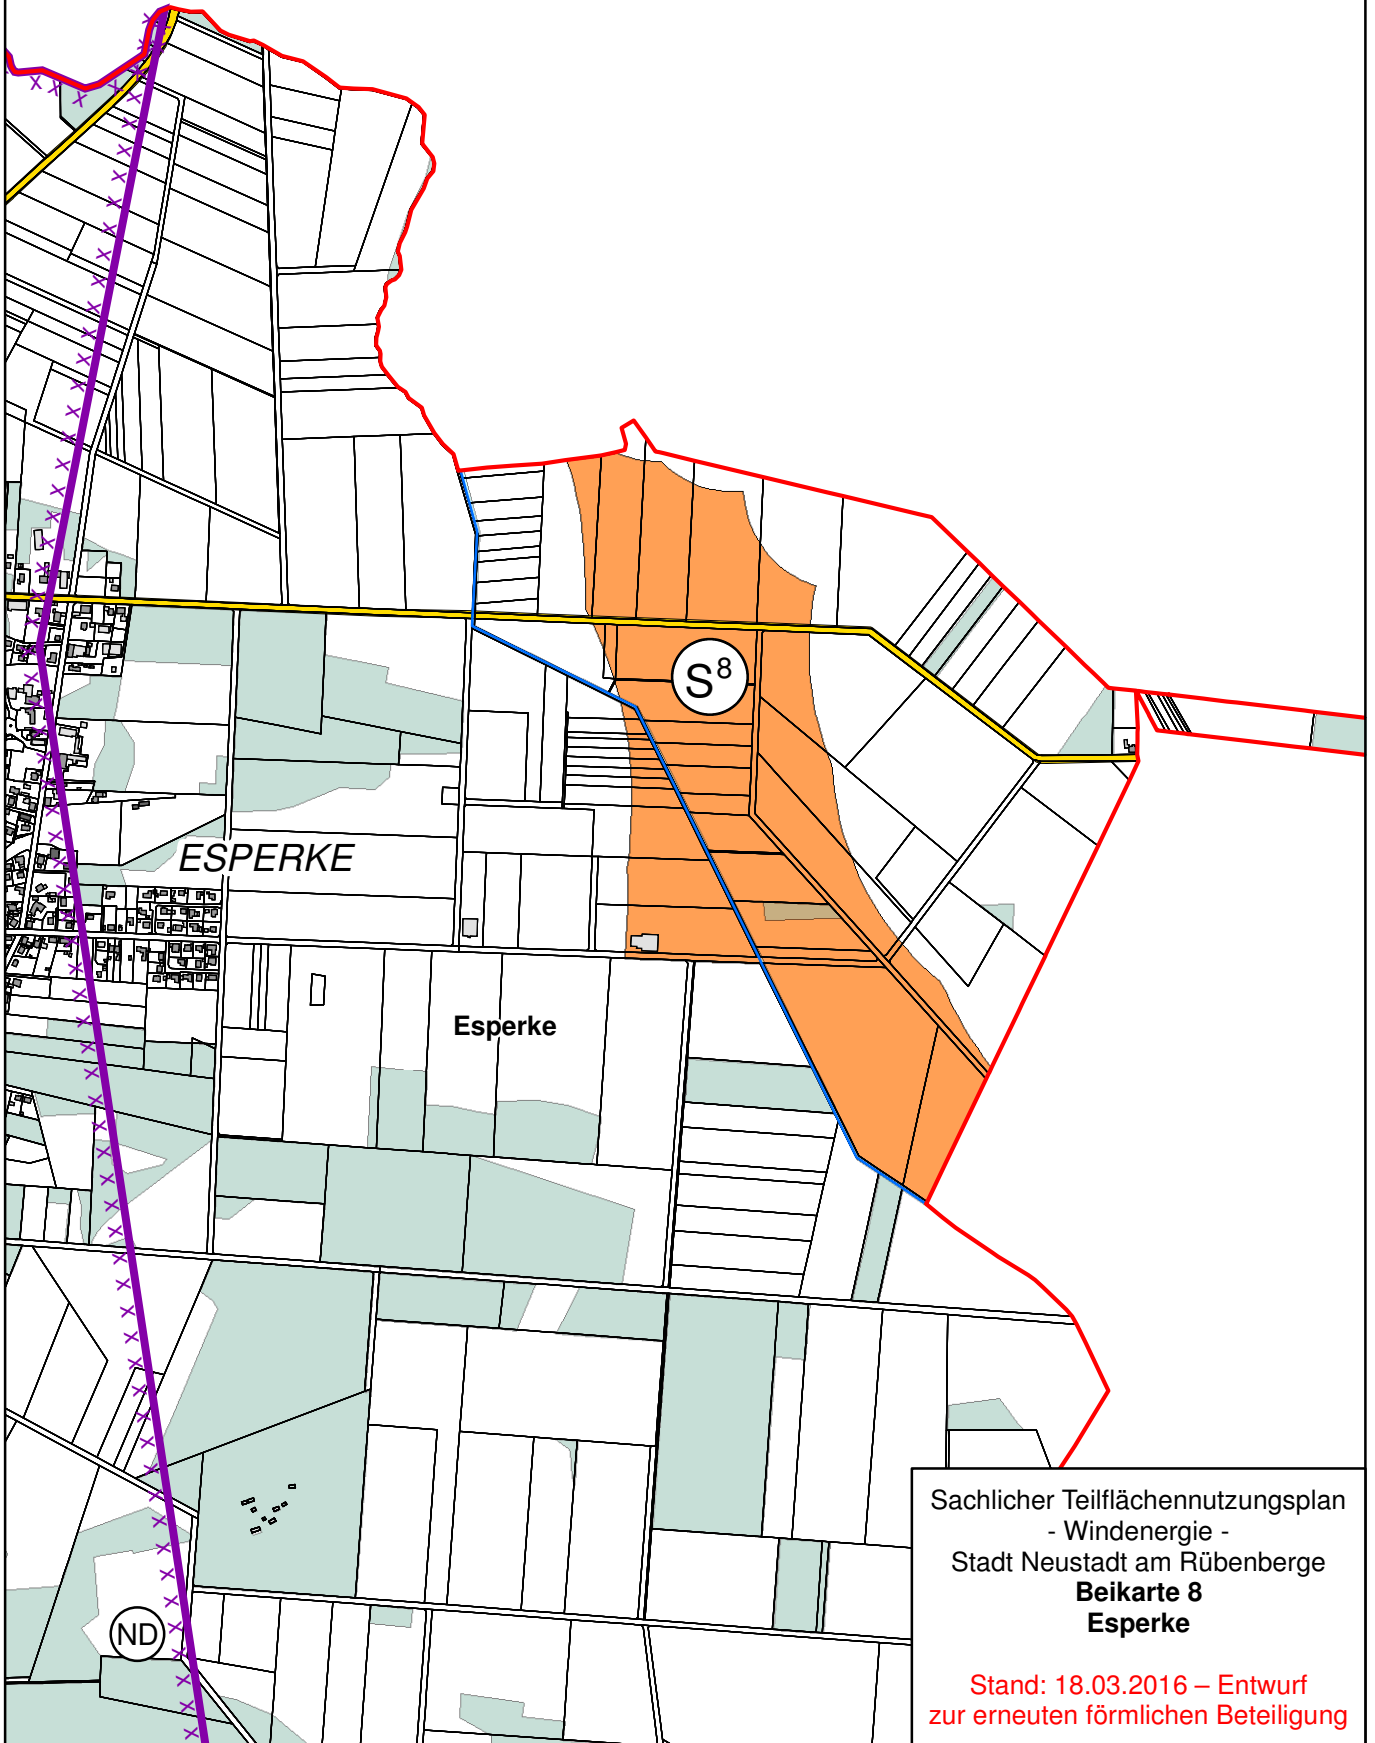 S⁸
ESPERKE
Esperke
ND
Sachlicher Teilflächennutzungsplan
- Windenergie -
Stadt Neustadt am Rübenberge
Beikarte 8
Esperke
Stand: 18.03.2016 – Entwurf
zur erneuten förmlichen Beteiligung